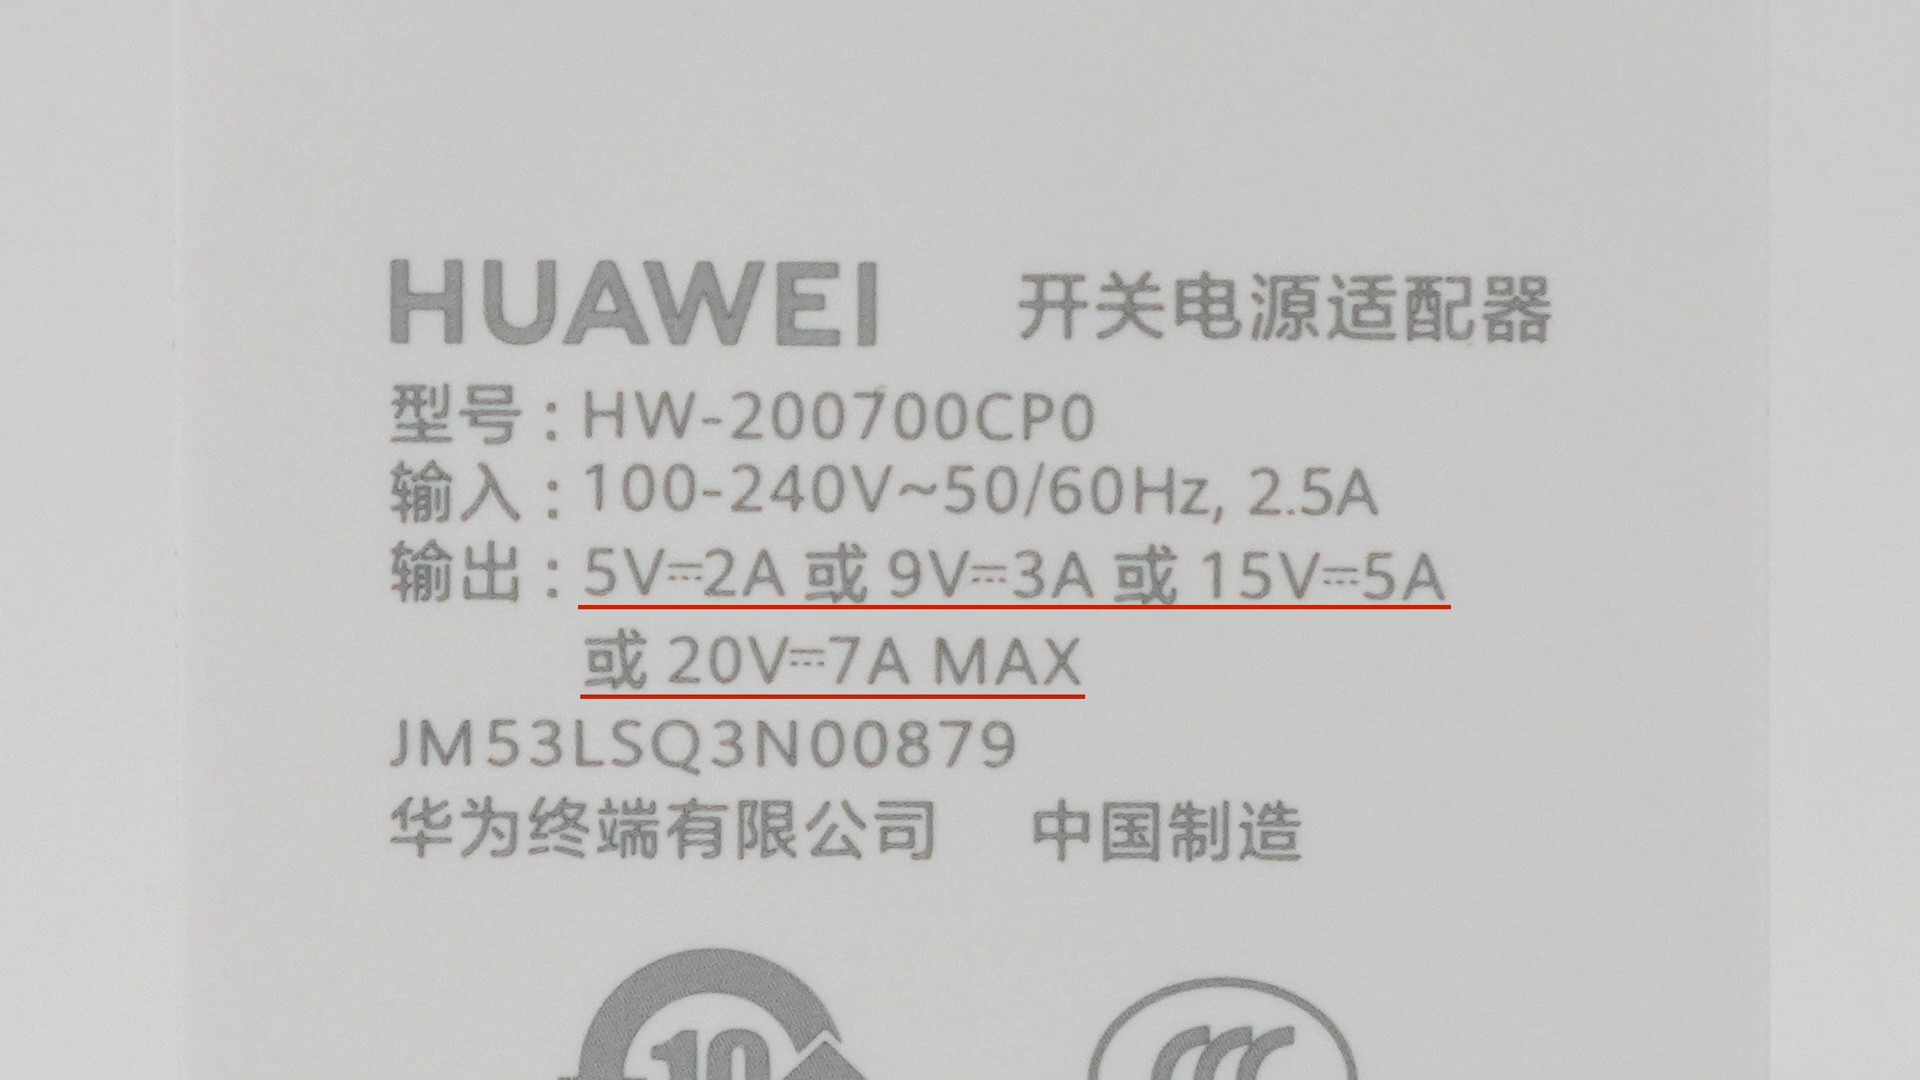 HUAWEI 开关电源适配器
型号：HW-200700CP0
输入：100-240V~50/60Hz, 2.5A
输出：5V⎓2A 或 9V⎓3A 或 15V⎓5A
或 20V⎓7A MAX
JM53LSQ3N00879
华为终端有限公司 中国制造
10 CCC